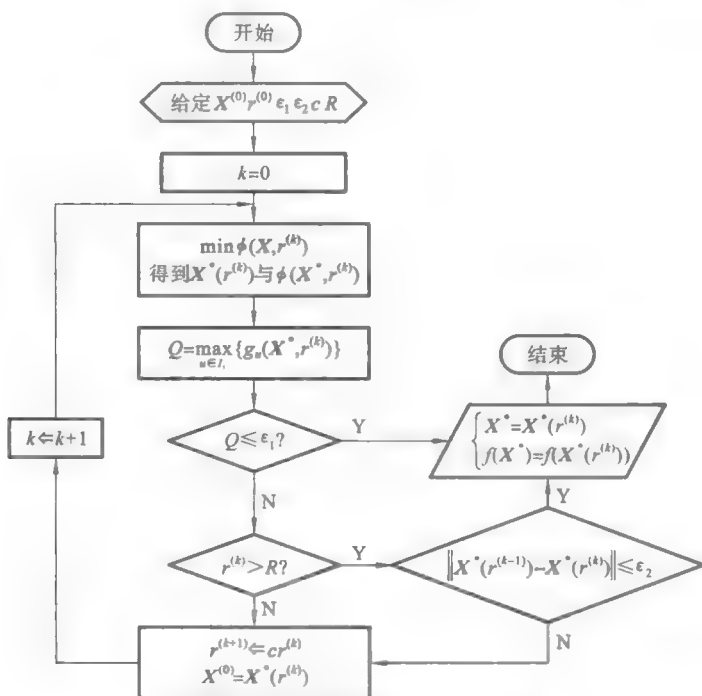 开始
给定X^(0) r^(0) ε₁ ε₂ c R
k=0
min ϕ(X,r^(k))
得到X*(r^(k))与ϕ(X*,r^(k))
Q=max{g_u(X*,r^(k))}
u∈I₁
结束
k⇐k+1
Q≤ε₁?
Y
{X*=X*(r^(k))
f(X*)=f(X*(r^(k)))
N
Y
r^(k)>R?
Y
‖X*(r^(k-1))-X*(r^(k))‖≤ε₂
N
N
r^(k+1)⇐cr^(k)
X^(0)=X*(r^(k))